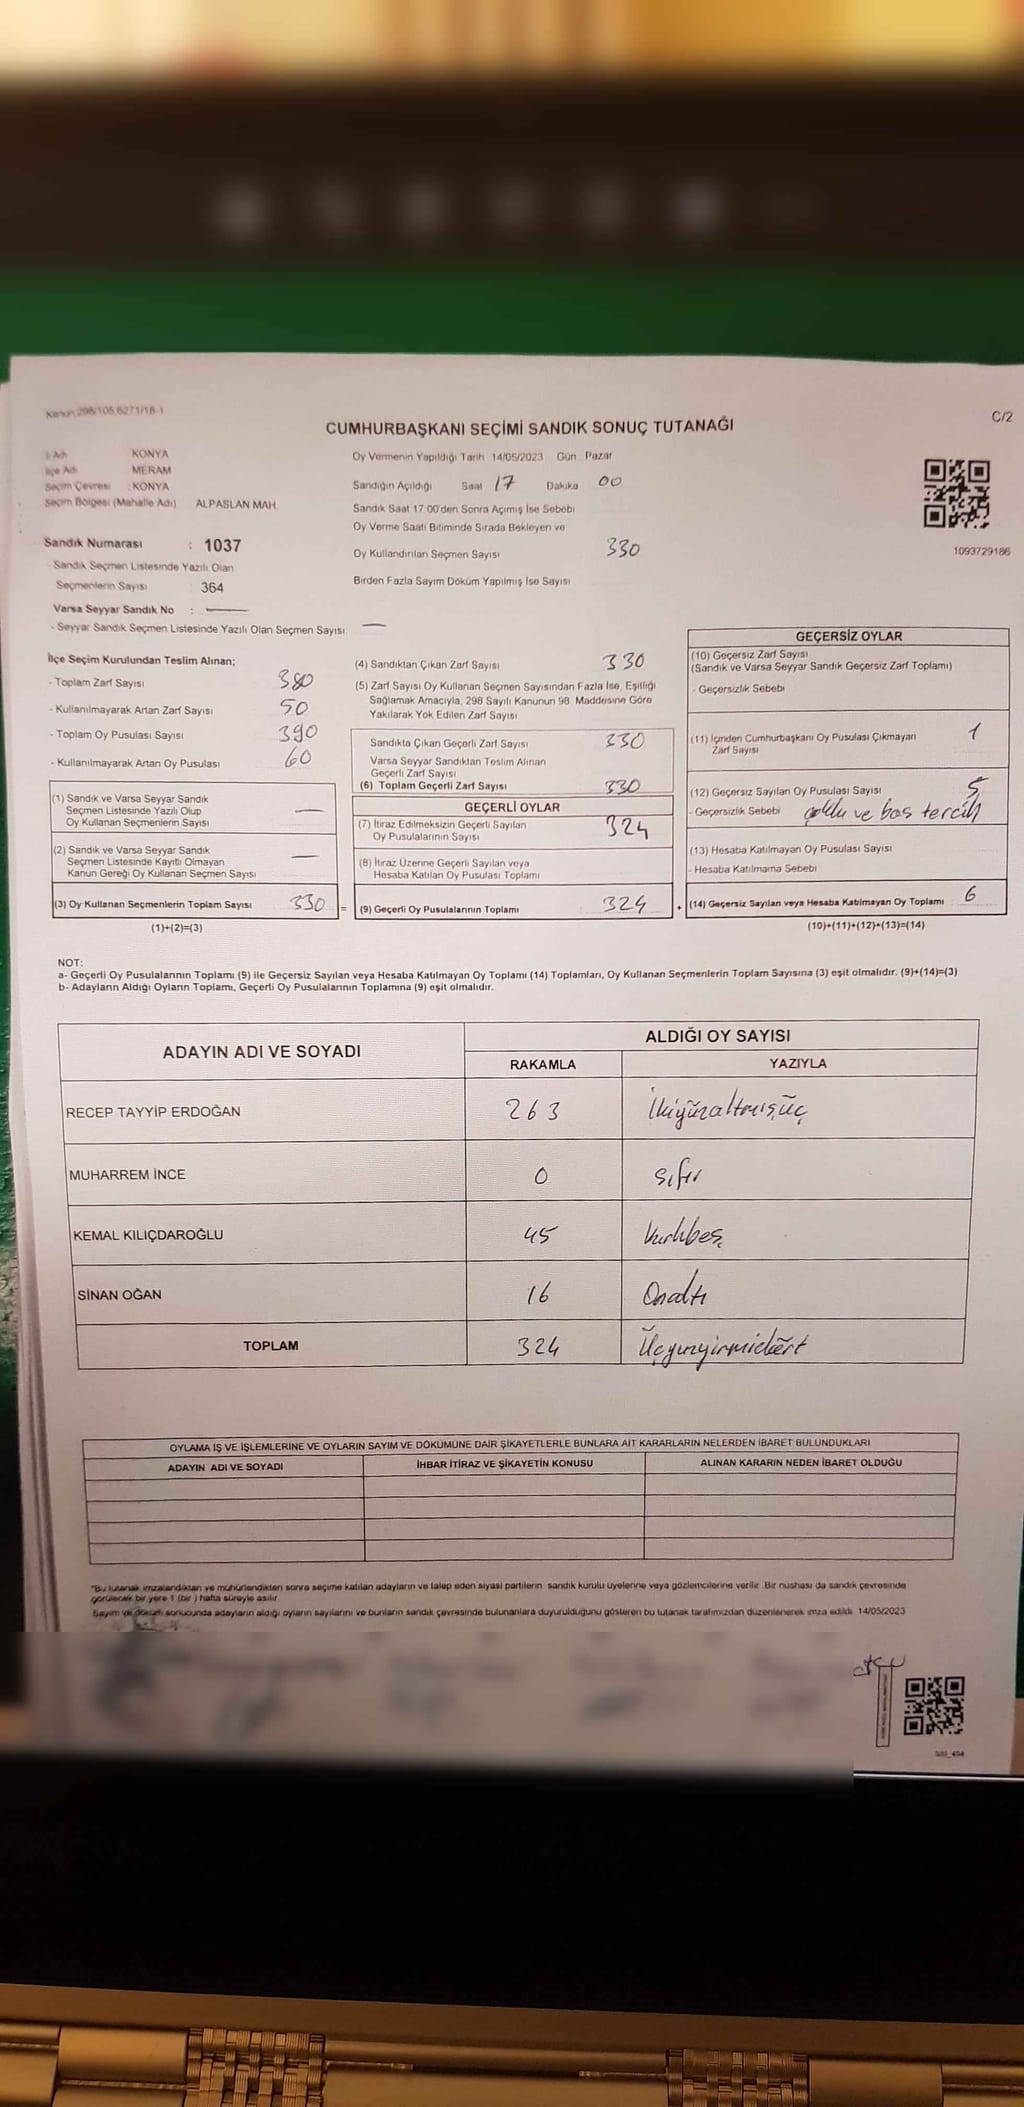 Kanun 298/105,6271/18-1
C/2
CUMHURBAŞKANI SEÇİMİ SANDIK SONUÇ TUTANAĞI
İl Adı KONYA
İlçe Adı MERAM
Seçim Çevresi : KONYA
Seçim Bölgesi (Mahalle Adı) ALPASLAN MAH.
Sandık Numarası : 1037
- Sandık Seçmen Listesinde Yazılı Olan
Seçmenlerin Sayısı : 364
Varsa Seyyar Sandık No : —
- Seyyar Sandık Seçmen Listesinde Yazılı Olan Seçmen Sayısı: —
Oy Vermenin Yapıldığı Tarih 14/05/2023 Gün Pazar
Sandığın Açıldığı Saat 17 Dakika 00
Sandık Saat 17.00'den Sonra Açımış İse Sebebi
Oy Verme Saati Bitiminde Sırada Bekleyen ve
Oy Kullandırılan Seçmen Sayısı 330
Birden Fazla Sayım Döküm Yapılmış İse Sayısı
1093729186
İlçe Seçim Kurulundan Teslim Alınan;
- Toplam Zarf Sayısı 380
- Kullanılmayarak Artan Zarf Sayısı 50
- Toplam Oy Pusulası Sayısı 390
- Kullanılmayarak Artan Oy Pusulası 60
(1) Sandık ve Varsa Seyyar Sandık
Seçmen Listesinde Yazılı Olup
Oy Kullanan Seçmenlerin Sayısı —
(2) Sandık ve Varsa Seyyar Sandık
Seçmen Listesinde Kayıtlı Olmayan
Kanun Gereği Oy Kullanan Seçmen Sayısı —
(3) Oy Kullanan Seçmenlerin Toplam Sayısı 330 =
(1)+(2)=(3)
(4) Sandıktan Çıkan Zarf Sayısı 330
(5) Zarf Sayısı Oy Kullanan Seçmen Sayısından Fazla İse, Eşitliği
Sağlamak Amacıyla, 298 Sayılı Kanunun 98. Maddesine Göre
Yakılarak Yok Edilen Zarf Sayısı
Sandıkta Çıkan Geçerli Zarf Sayısı 330
Varsa Seyyar Sandıktan Teslim Alınan
Geçerli Zarf Sayısı
(6) Toplam Geçerli Zarf Sayısı 330
GEÇERLİ OYLAR
(7) İtiraz Edilmeksizin Geçerli Sayılan
Oy Pusulalarının Sayısı 324
(8) İtiraz Üzerine Geçerli Sayılan veya
Hesaba Katılan Oy Pusulası Toplamı
(9) Geçerli Oy Pusulalarının Toplamı 324 +
GEÇERSİZ OYLAR
(10) Geçersiz Zarf Sayısı
(Sandık ve Varsa Seyyar Sandık Geçersiz Zarf Toplamı)
- Geçersizlik Sebebi
(11) İçinden Cumhurbaşkanı Oy Pusulası Çıkmayan
Zarf Sayısı 1
(12) Geçersiz Sayılan Oy Pusulası Sayısı 5
- Geçersizlik Sebebi ve bos tercih
(13) Hesaba Katılmayan Oy Pusulası Sayısı
- Hesaba Katılmama Sebebi
(14) Geçersiz Sayılan veya Hesaba Katılmayan Oy Toplamı 6
(10)+(11)+(12)+(13)=(14)
NOT:
a- Geçerli Oy Pusulalarının Toplamı (9) ile Geçersiz Sayılan veya Hesaba Katılmayan Oy Toplamı (14) Toplamları, Oy Kullanan Seçmenlerin Toplam Sayısına (3) eşit olmalıdır. (9)+(14)=(3)
b- Adayların Aldığı Oyların Toplamı, Geçerli Oy Pusulalarının Toplamına (9) eşit olmalıdır.
ADAYIN ADI VE SOYADI ALDIĞI OY SAYISI
RAKAMLA YAZIYLA
RECEP TAYYİP ERDOĞAN 263 İkiyüzaltmışüç
MUHARREM İNCE 0 sıfır
KEMAL KILIÇDAROĞLU 45 Kırkbeş
SİNAN OĞAN 16 Onaltı
TOPLAM 324 Üçyüzyirmidört
OYLAMA İŞ VE İŞLEMLERİNE VE OYLARIN SAYIM VE DÖKÜMÜNE DAİR ŞİKAYETLERLE BUNLARA AİT KARARLARIN NELERDEN İBARET BULUNDUKLARI
ADAYIN ADI VE SOYADI İHBAR İTİRAZ VE ŞİKAYETİN KONUSU ALINAN KARARIN NEDEN İBARET OLDUĞU
"Bu tutanak imzalandıktan ve mühürlendikten sonra seçime katılan adayların ve talep eden siyasi partilerin sandık kurulu üyelerine veya gözlemcilerine verilir. Bir nüshası da sandık çevresinde
görülecek bir yere 1 (bir ) hafta süreyle asılır.
Sayım ve döküm sonucunda adayların aldığı oyların sayılarını ve bunların sandık çevresinde bulunanlara duyurulduğunu gösteren bu tutanak tarafımızdan düzenlenerek imza edildi. 14/05/2023